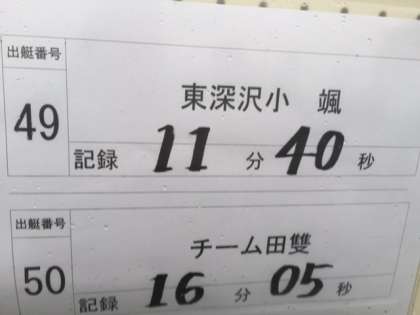 出艇番号
49
東深沢小 颯
記録 11 分 40 秒
出艇番号
50
チーム田雙
記録 16 分 05 秒